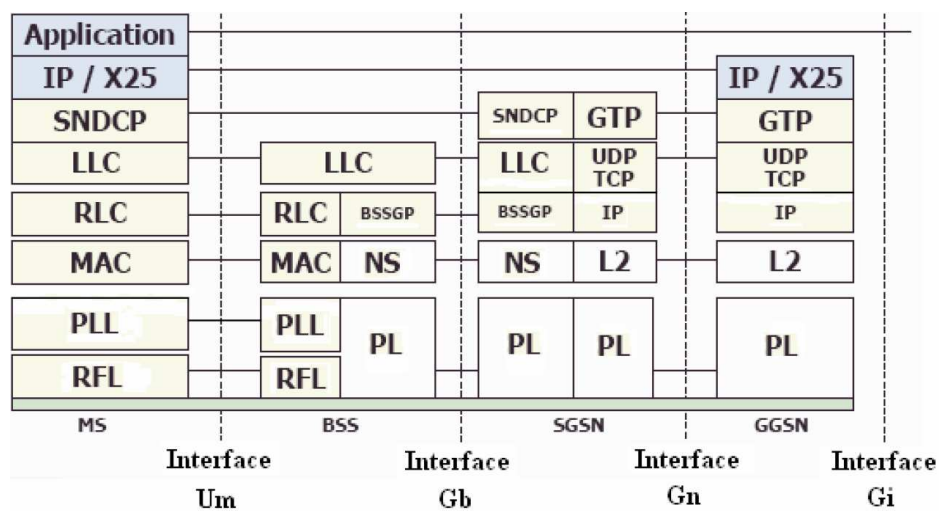 Application
IP / X25 IP / X25
SNDCP SNDCP GTP GTP
LLC LLC LLC UDP TCP UDP TCP
RLC RLC BSSGP BSSGP IP IP
MAC MAC NS NS L2 L2
PLL PLL PL PL PL PL
RFL RFL
MS BSS SGSN GGSN
Interface Interface Interface Interface
Um Gb Gn Gi